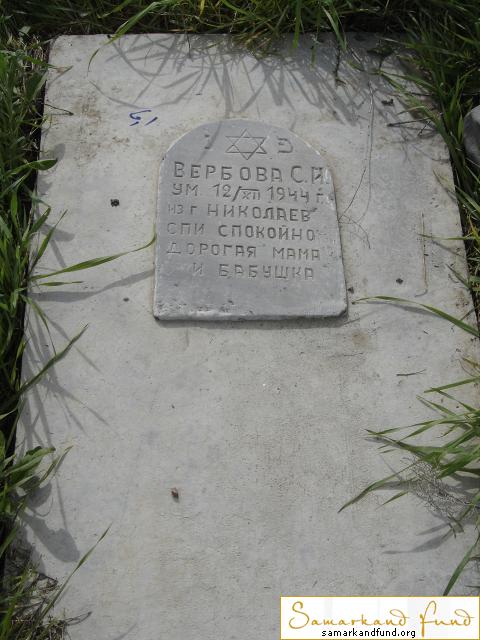 נ פ
ВЕРБОВА С.И.
УМ. 12/XII 1944 г.
ИЗ Г НИКОЛАЕВ
СПИ СПОКОЙНО
ДОРОГАЯ МАМА
И БАБУШКА
Samarkand Fund
samarkandfund.org